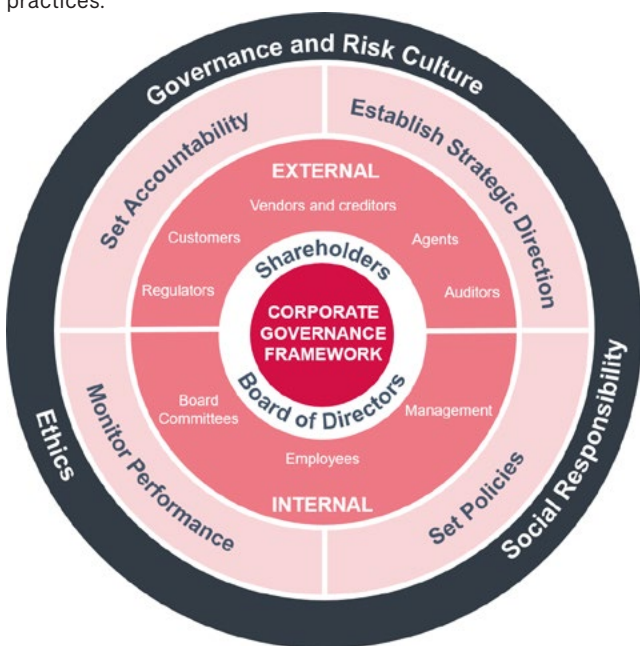 practices.
Governance and Risk Culture
Set Accountability
Establish Strategic Direction
EXTERNAL
Vendors and creditors
Customers
Agents
Regulators
Auditors
Shareholders
CORPORATE
GOVERNANCE
FRAMEWORK
Board of Directors
Board
Committees
Management
Employees
INTERNAL
Monitor Performance
Set Policies
Ethics
Social Responsibility